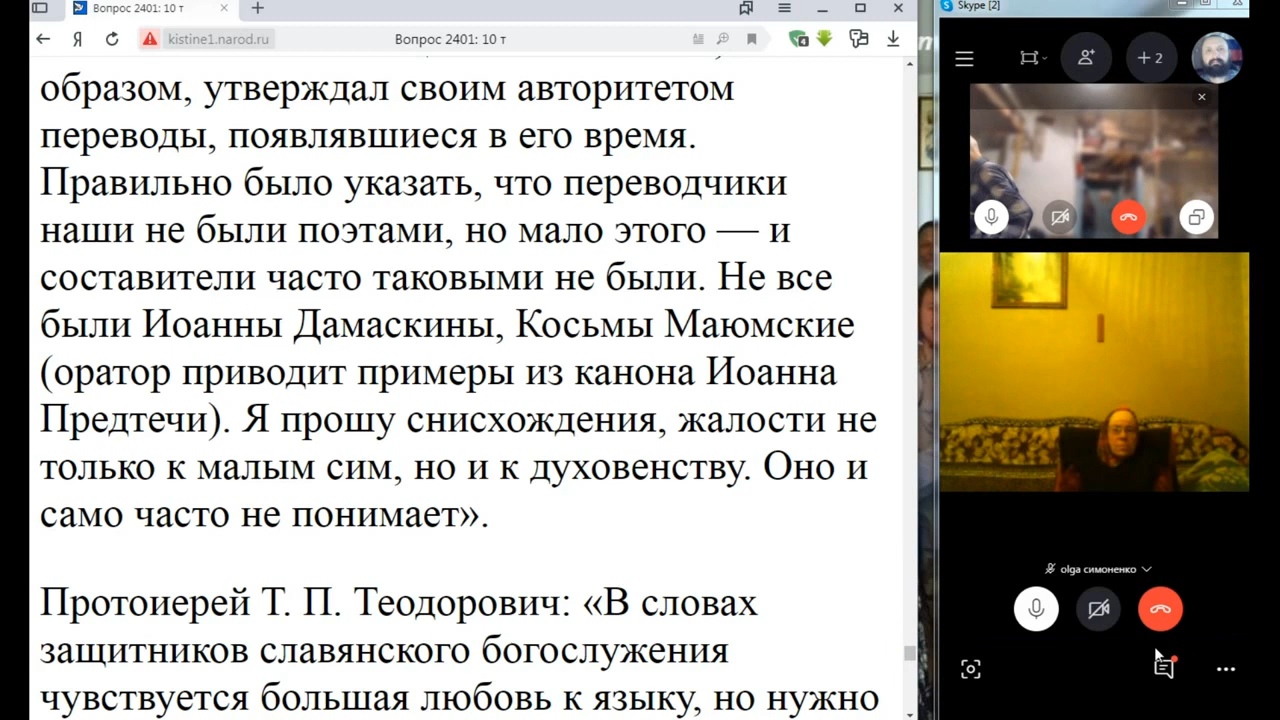 Вопрос 2401: 10 т
Skype [2]
Я
kistine1.narod.ru
Вопрос 2401: 10 т
4
+ 2
образом, утверждал своим авторитетом
переводы, появлявшиеся в его время.
Правильно было указать, что переводчики
наши не были поэтами, но мало этого — и
составители часто таковыми не были. Не все
были Иоанны Дамаскины, Косьмы Маюмские
(оратор приводит примеры из канона Иоанна
Предтечи). Я прошу снисхождения, жалости не
только к малым сим, но и к духовенству. Оно и
само часто не понимает».
Протоиерей Т. П. Теодорович: «В словах
защитников славянского богослужения
чувствуется большая любовь к языку, но нужно
olga симоненко